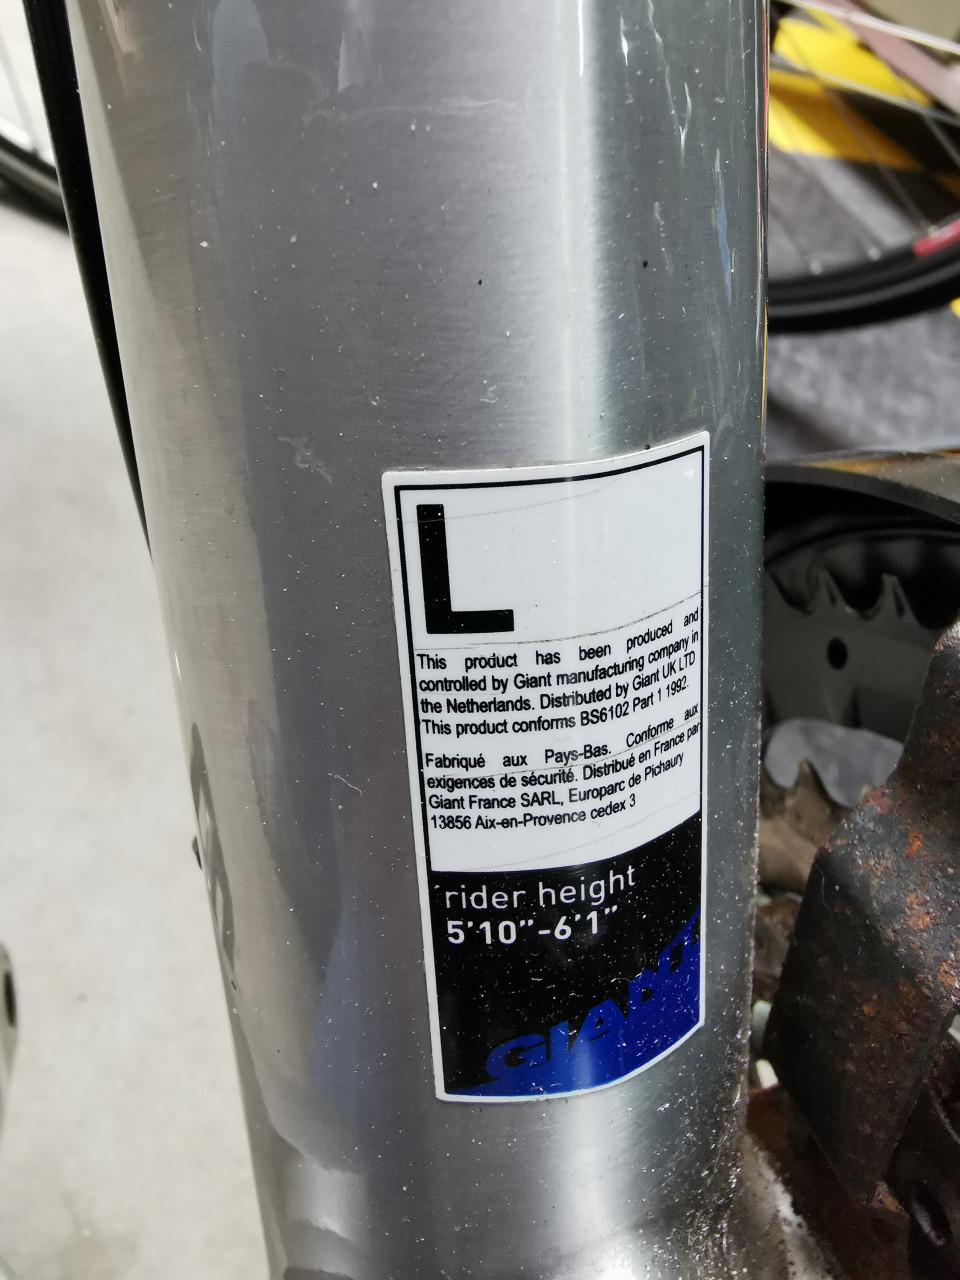 L
This product has been produced and
controlled by Giant manufacturing company in
the Netherlands. Distributed by Giant UK LTD
This product conforms BS6102 Part 1 1992.
Fabriqué aux Pays-Bas. Conforme aux
exigences de sécurité. Distribué en France par
Giant France SARL, Europarc de Pichaury
13856 Aix-en-Provence cedex 3
rider height
5'10"-6'1"
GIANT